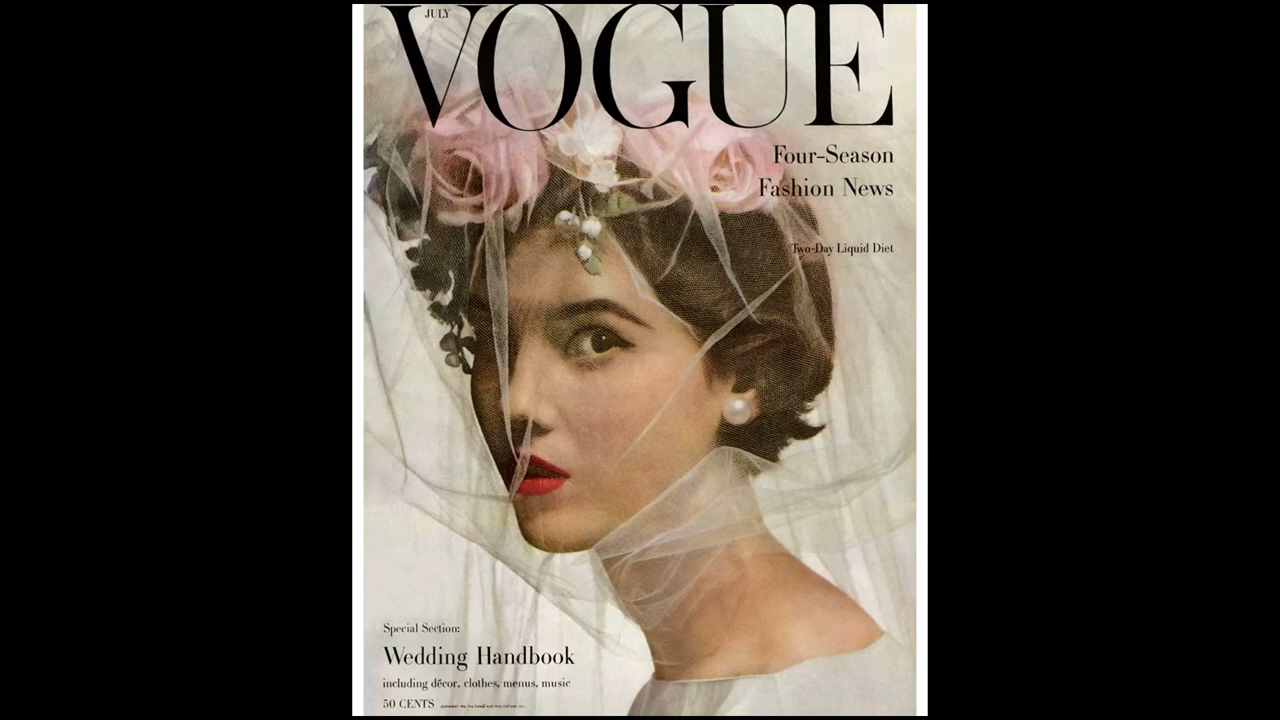 JULY
VOGUE
Four-Season
Fashion News
Two-Day Liquid Diet
Special Section:
Wedding Handbook
including décor, clothes, menus, music
50 CENTS